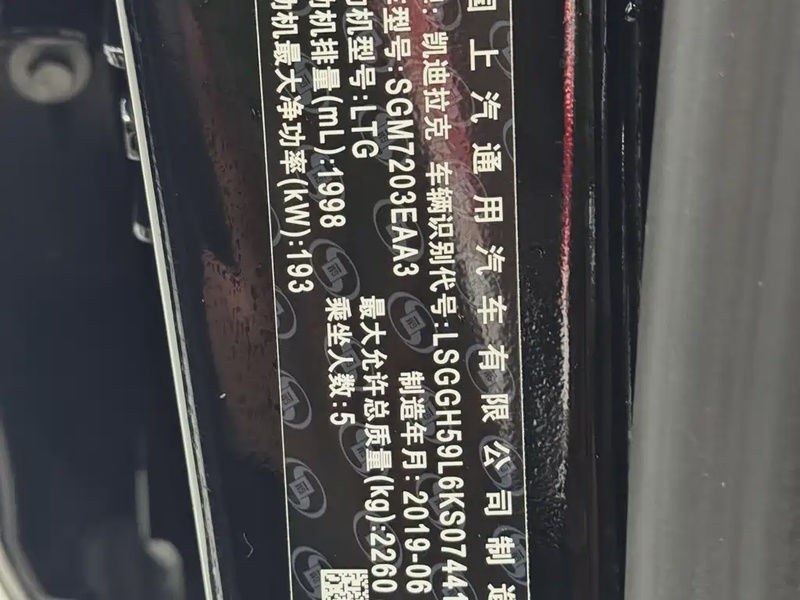 国上汽通用汽车有限公司制造
: 凯迪拉克 车辆识别代号:LSGGH59L6KS07441
车型号:SGM7203EAA3 制造年月: 2019-06
动机型号:LTG 最大允许总质量(kg):2260
动机排量(mL):1998 乘坐人数:5
动机最大净功率(kW):193